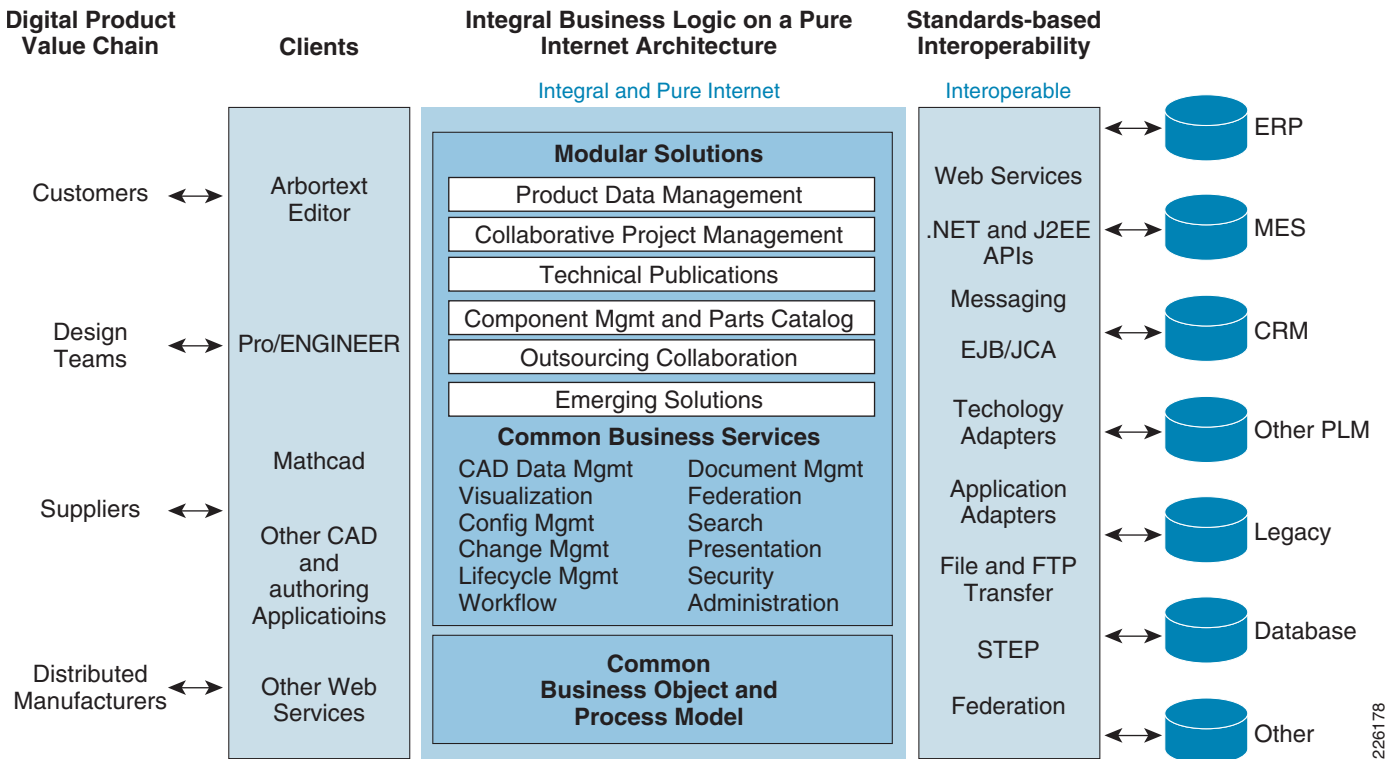 Digital Product
Value Chain
Clients
Integral Business Logic on a Pure
Internet Architecture
Standards-based
Interoperability
Integral and Pure Internet
Interoperable
Customers
Design
Teams
Suppliers
Distributed
Manufacturers
Arbortext
Editor
Pro/ENGINEER
Mathcad
Other CAD
and
authoring
Applicatioins
Other Web
Services
Modular Solutions
Product Data Management
Collaborative Project Management
Technical Publications
Component Mgmt and Parts Catalog
Outsourcing Collaboration
Emerging Solutions
Common Business Services
CAD Data Mgmt
Visualization
Config Mgmt
Change Mgmt
Lifecycle Mgmt
Workflow
Document Mgmt
Federation
Search
Presentation
Security
Administration
Common
Business Object and
Process Model
Web Services
.NET and J2EE
APIs
Messaging
EJB/JCA
Techology
Adapters
Application
Adapters
File and FTP
Transfer
STEP
Federation
ERP
MES
CRM
Other PLM
Legacy
Database
Other
226178